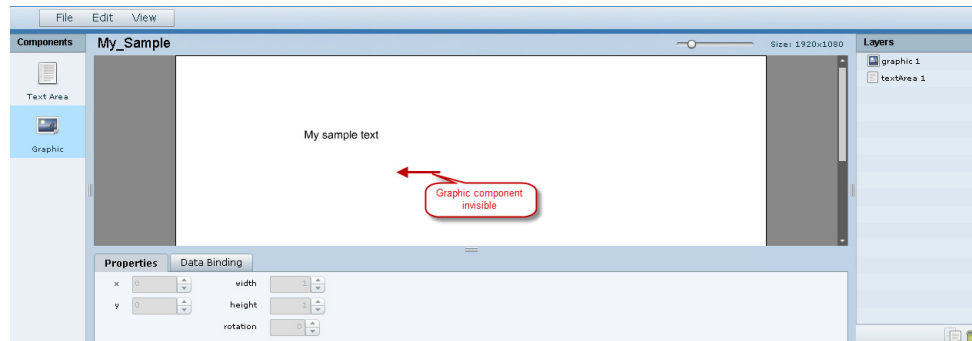 File Edit View
Components
My_Sample
Size: 1920x1080
Layers
Text Area
Graphic
graphic 1
textArea 1
My sample text
Graphic component
invisible
Properties Data Binding
x 0 width 1
y 0 height 1
rotation 0